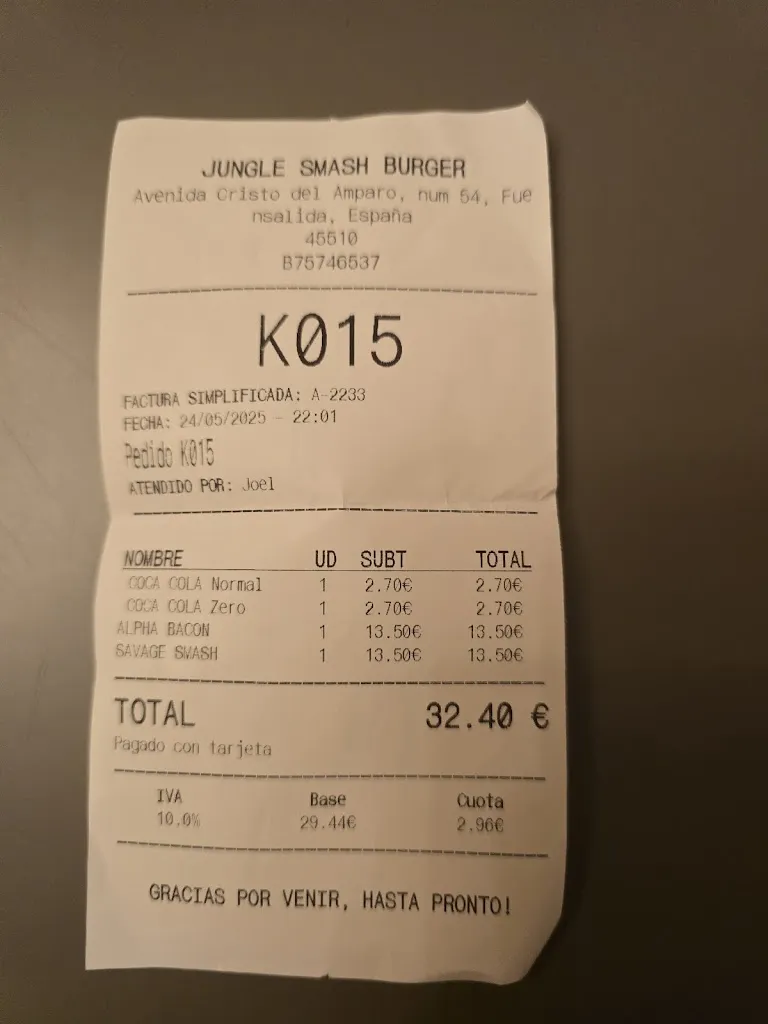 JUNGLE SMASH BURGER
Avenida Cristo del Amparo, num 54, Fue
nsalida, España
45510
B75746537
K015
FACTURA SIMPLIFICADA: A-2233
FECHA: 24/05/2025 - 22:01
Pedido K015
ATENDIDO POR: Joel
NOMBRE UD SUBT TOTAL
COCA COLA Normal 1 2.70€ 2.70€
COCA COLA Zero 1 2.70€ 2.70€
ALPHA BACON 1 13.50€ 13.50€
SAVAGE SMASH 1 13.50€ 13.50€
TOTAL 32.40 €
Pagado con tarjeta
IVA Base Cuota
10.0% 29.44€ 2.96€
GRACIAS POR VENIR, HASTA PRONTO!